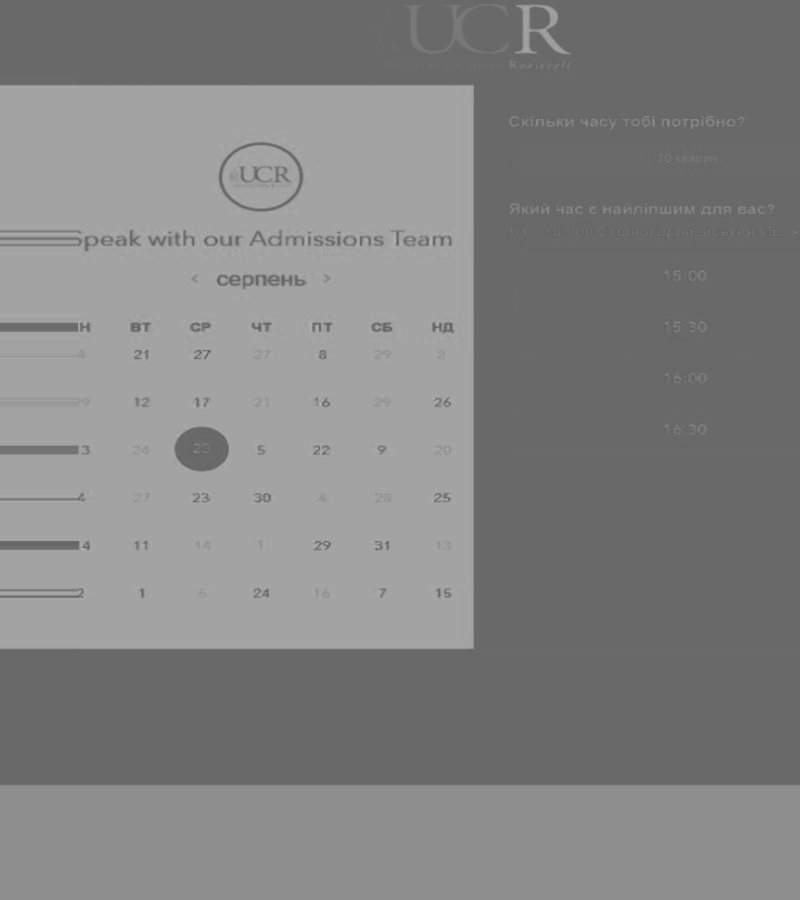 UCR
Roosevelt
UCR
Speak with our Admissions Team
< серпень >
Н ВТ СР ЧТ ПТ СБ НД
4 21 27 27 8 29 2
9 12 17 21 16 29 26
3 24 23 5 22 9 20
4 27 23 30 4 28 25
4 11 14 1 29 31 13
2 1 6 24 16 7 15
Скільки часу тобі потрібно?
30 хвилин
Який час є найліпшим для вас?
Східноєвропейський час
15:00
15:30
16:00
16:30